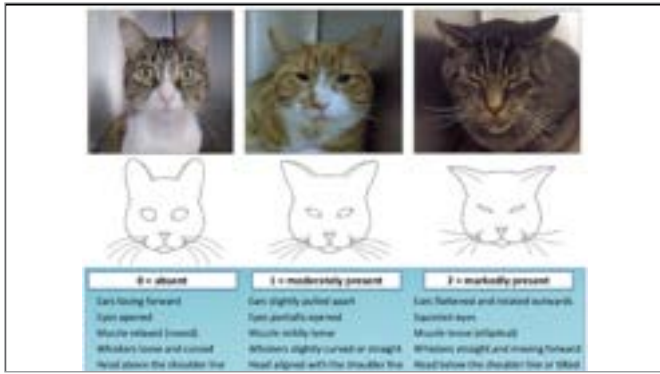 0 = absent
1 = moderately present
2 = markedly present
Ears facing forward
Ears slightly pulled apart
Ears flattened and rotated outwards
Eyes opened
Eyes partially opened
Squinted eyes
Muzzle relaxed (round)
Muzzle mildly tense
Muzzle tense (elliptical)
Whiskers loose and curved
Whiskers slightly curved or straight
Whiskers straight and moving forward
Head above the shoulder line
Head aligned with the shoulder line
Head below the shoulder line or tilted